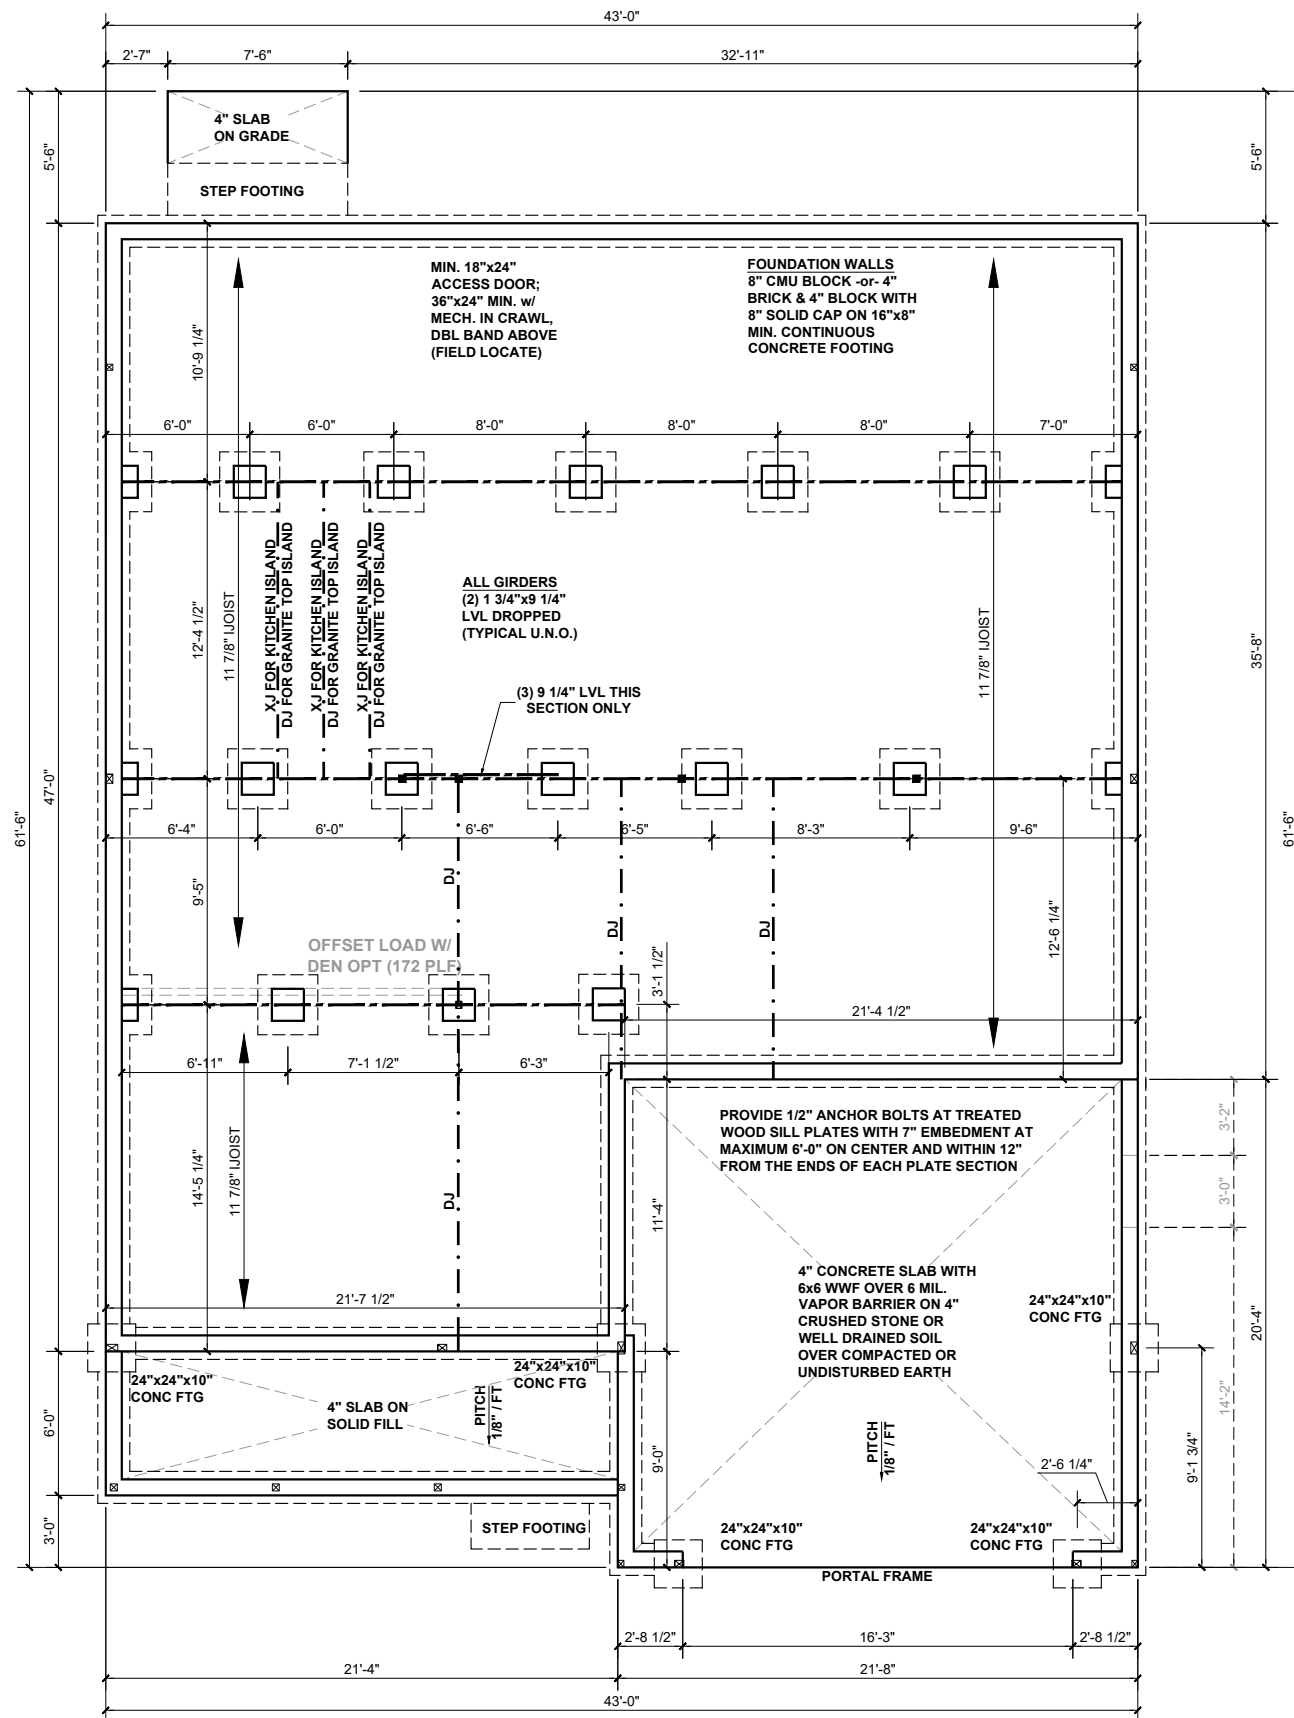 43'-0"
2'-7"
7'-6"
32'-11"
4" SLAB
ON GRADE
5'-6"
5'-6"
STEP FOOTING
MIN. 18"x24"
ACCESS DOOR;
36"x24" MIN. w/
MECH. IN CRAWL,
DBL BAND ABOVE
(FIELD LOCATE)
FOUNDATION WALLS
8" CMU BLOCK -or- 4"
BRICK & 4" BLOCK WITH
8" SOLID CAP ON 16"x8"
MIN. CONTINUOUS
CONCRETE FOOTING
10'-9 1/4"
6'-0"
6'-0"
8'-0"
8'-0"
8'-0"
7'-0"
XJ FOR KITCHEN ISLAND
DJ FOR GRANITE TOP ISLAND
XJ FOR KITCHEN ISLAND
DJ FOR GRANITE TOP ISLAND
XJ FOR KITCHEN ISLAND
DJ FOR GRANITE TOP ISLAND
ALL GIRDERS
(2) 1 3/4"x9 1/4"
LVL DROPPED
(TYPICAL U.N.O.)
12'-4 1/2"
11 7/8" IJOIST
11 7/8" IJOIST
35'-8"
(3) 9 1/4" LVL THIS
SECTION ONLY
47'-0"
61'-6"
61'-6"
6'-4"
6'-0"
6'-6"
6'-5"
8'-3"
9'-6"
9'-5"
DJ
DJ
DJ
12'-6 1/4"
OFFSET LOAD W/
DEN OPT (172 PLF)
3'-1 1/2"
21'-4 1/2"
6'-11"
7'-1 1/2"
6'-3"
PROVIDE 1/2" ANCHOR BOLTS AT TREATED
WOOD SILL PLATES WITH 7" EMBEDMENT AT
MAXIMUM 6'-0" ON CENTER AND WITHIN 12"
FROM THE ENDS OF EACH PLATE SECTION
3'-2"
3'-0"
14'-5 1/4"
11 7/8" IJOIST
DJ
11'-4"
4" CONCRETE SLAB WITH
6x6 WWF OVER 6 MIL.
VAPOR BARRIER ON 4"
CRUSHED STONE OR
WELL DRAINED SOIL
OVER COMPACTED OR
UNDISTURBED EARTH
24"x24"x10"
CONC FTG
20'-4"
21'-7 1/2"
24"x24"x10"
CONC FTG
24"x24"x10"
CONC FTG
14'-2"
4" SLAB ON
SOLID FILL
PITCH
1/8" / FT
6'-0"
PITCH
1/8" / FT
9'-0"
2'-6 1/4"
9'-1 3/4"
3'-0"
STEP FOOTING
24"x24"x10"
CONC FTG
24"x24"x10"
CONC FTG
PORTAL FRAME
2'-8 1/2"
16'-3"
2'-8 1/2"
21'-4"
21'-8"
43'-0"